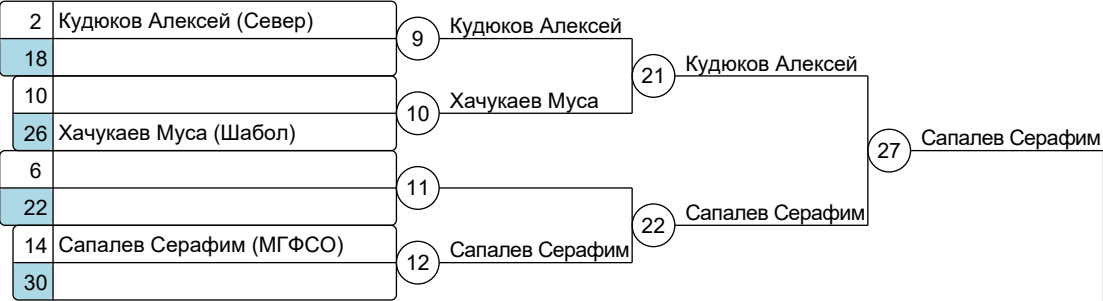 2 Кудюков Алексей (Север)
18
10
26 Хачукаев Муса (Шабол)
6
22
14 Сапалев Серафим (МГФСО)
30
9 Кудюков Алексей
10 Хачукаев Муса
11
12 Сапалев Серафим
21 Кудюков Алексей
22 Сапалев Серафим
27 Сапалев Серафим